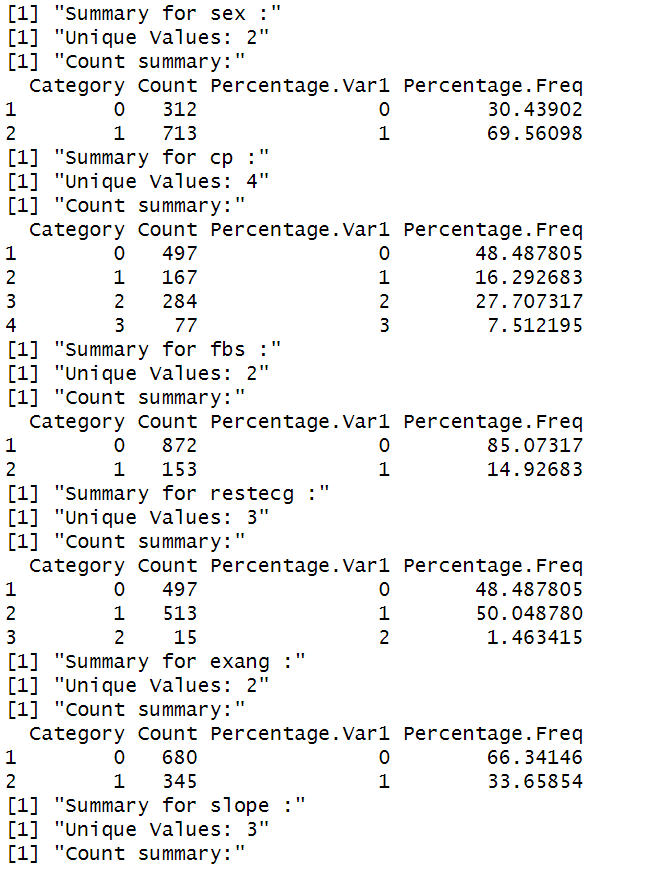 [1] "Summary for sex :"
[1] "Unique Values: 2"
[1] "Count summary:"
  Category Count Percentage.Var1 Percentage.Freq
1        0   312               0        30.43902
2        1   713               1        69.56098
[1] "Summary for cp :"
[1] "Unique Values: 4"
[1] "Count summary:"
  Category Count Percentage.Var1 Percentage.Freq
1        0   497               0       48.487805
2        1   167               1       16.292683
3        2   284               2       27.707317
4        3    77               3        7.512195
[1] "Summary for fbs :"
[1] "Unique Values: 2"
[1] "Count summary:"
  Category Count Percentage.Var1 Percentage.Freq
1        0   872               0        85.07317
2        1   153               1        14.92683
[1] "Summary for restecg :"
[1] "Unique Values: 3"
[1] "Count summary:"
  Category Count Percentage.Var1 Percentage.Freq
1        0   497               0       48.487805
2        1   513               1       50.048780
3        2    15               2        1.463415
[1] "Summary for exang :"
[1] "Unique Values: 2"
[1] "Count summary:"
  Category Count Percentage.Var1 Percentage.Freq
1        0   680               0        66.34146
2        1   345               1        33.65854
[1] "Summary for slope :"
[1] "Unique Values: 3"
[1] "Count summary:"